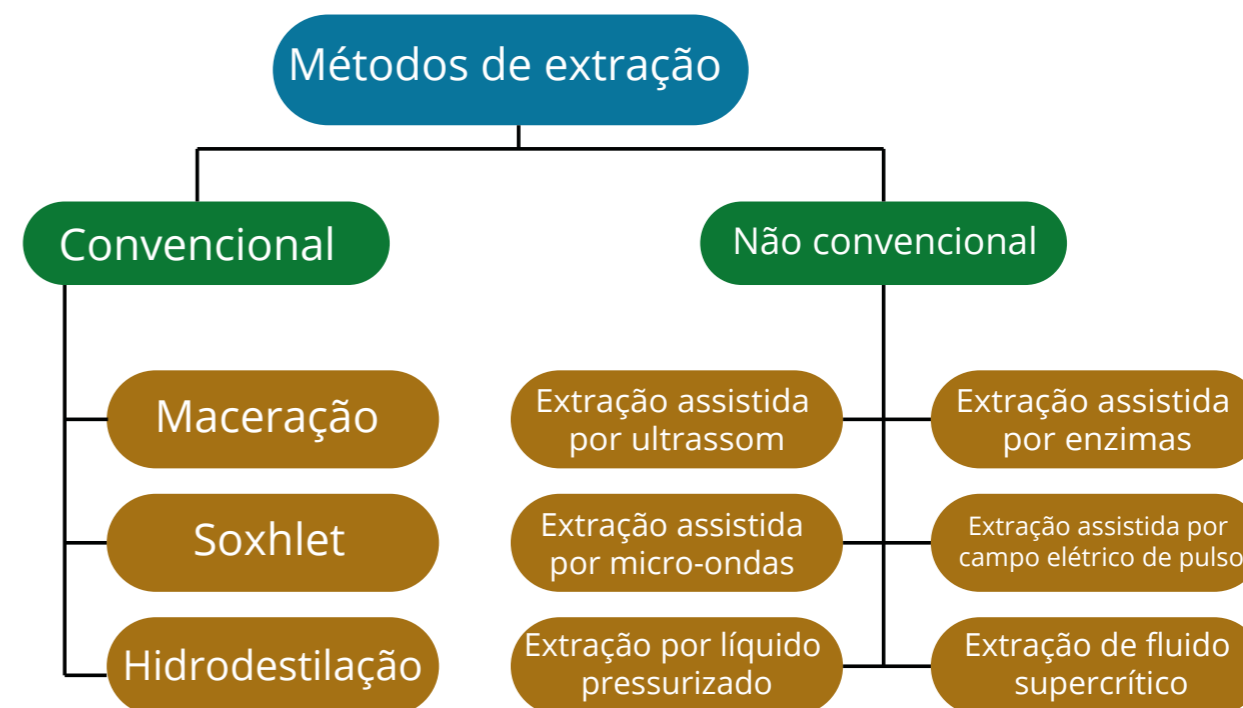 Métodos de extração
Convencional
Não convencional
Maceração
Soxhlet
Hidrodestilação
Extração assistida
por ultrassom
Extração assistida
por micro-ondas
Extração por líquido
pressurizado
Extração assistida
por enzimas
Extração assistida por
campo elétrico de pulso
Extração de fluido
supercrítico